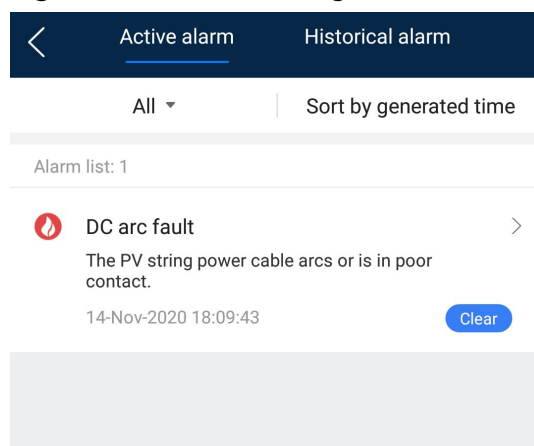 Active alarm Historical alarm
All Sort by generated time
Alarm list: 1
DC arc fault
The PV string power cable arcs or is in poor
contact.
14-Nov-2020 18:09:43 Clear